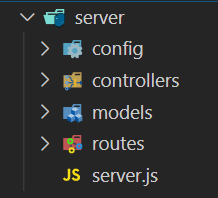 server
config
controllers
models
routes
JS server.js